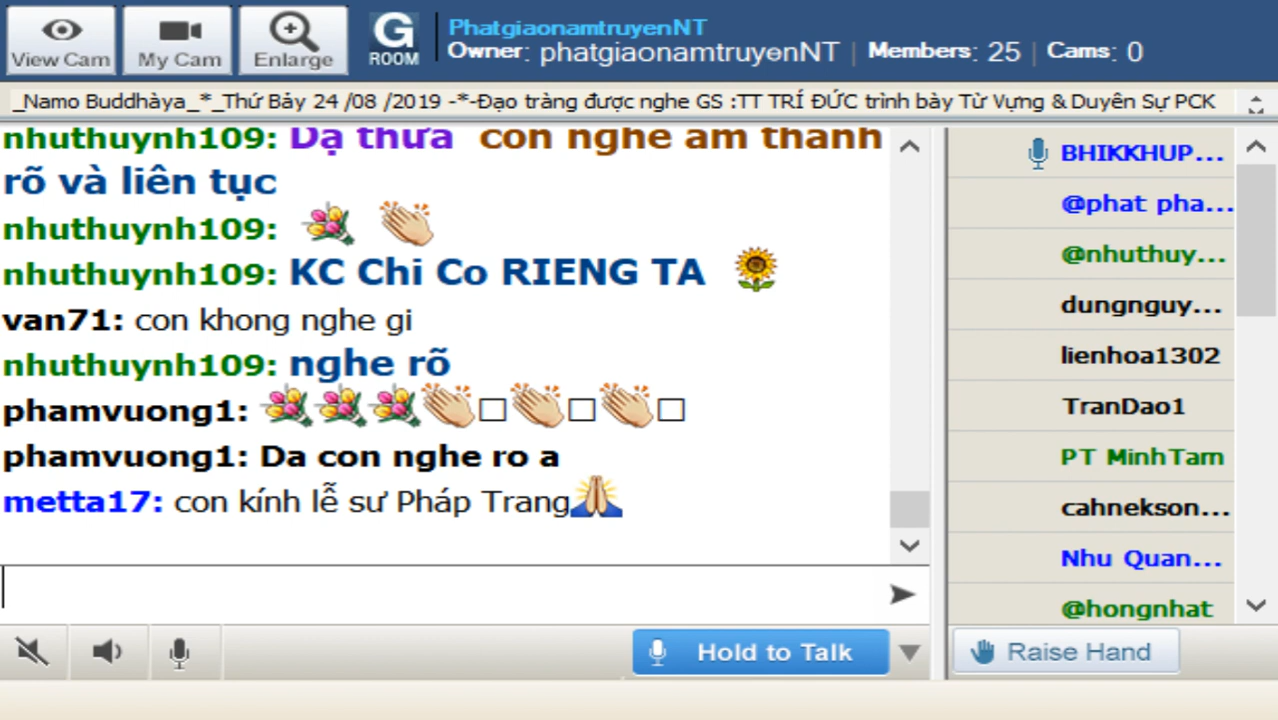 View Cam
My Cam
Enlarge
G
ROOM
PhatgiaonamtruyenNT
Owner: phatgiaonamtruyenNT | Members: 25 | Cams: 0
_Namo Buddhàya_*_Thứ Bảy 24 /08 /2019 -*-Đạo tràng được nghe GS :TT TRÍ ĐỨC trình bày Từ Vựng & Duyên Sự PCK
nhuthuynh109: Dạ thưa con nghe âm thanh
rõ và liên tục
nhuthuynh109:
nhuthuynh109: KC Chi Co RIENG TA
van71: con khong nghe gi
nhuthuynh109: nghe rõ
phamvuong1:
phamvuong1: Da con nghe ro a
metta17: con kính lễ sư Pháp Trang
BHIKKHUP...
@phat pha...
@nhuthuy...
dungnguy...
lienhoa1302
TranDao1
PT MinhTam
cahnekson...
Nhu Quan...
@hongnhat
Hold to Talk
Raise Hand